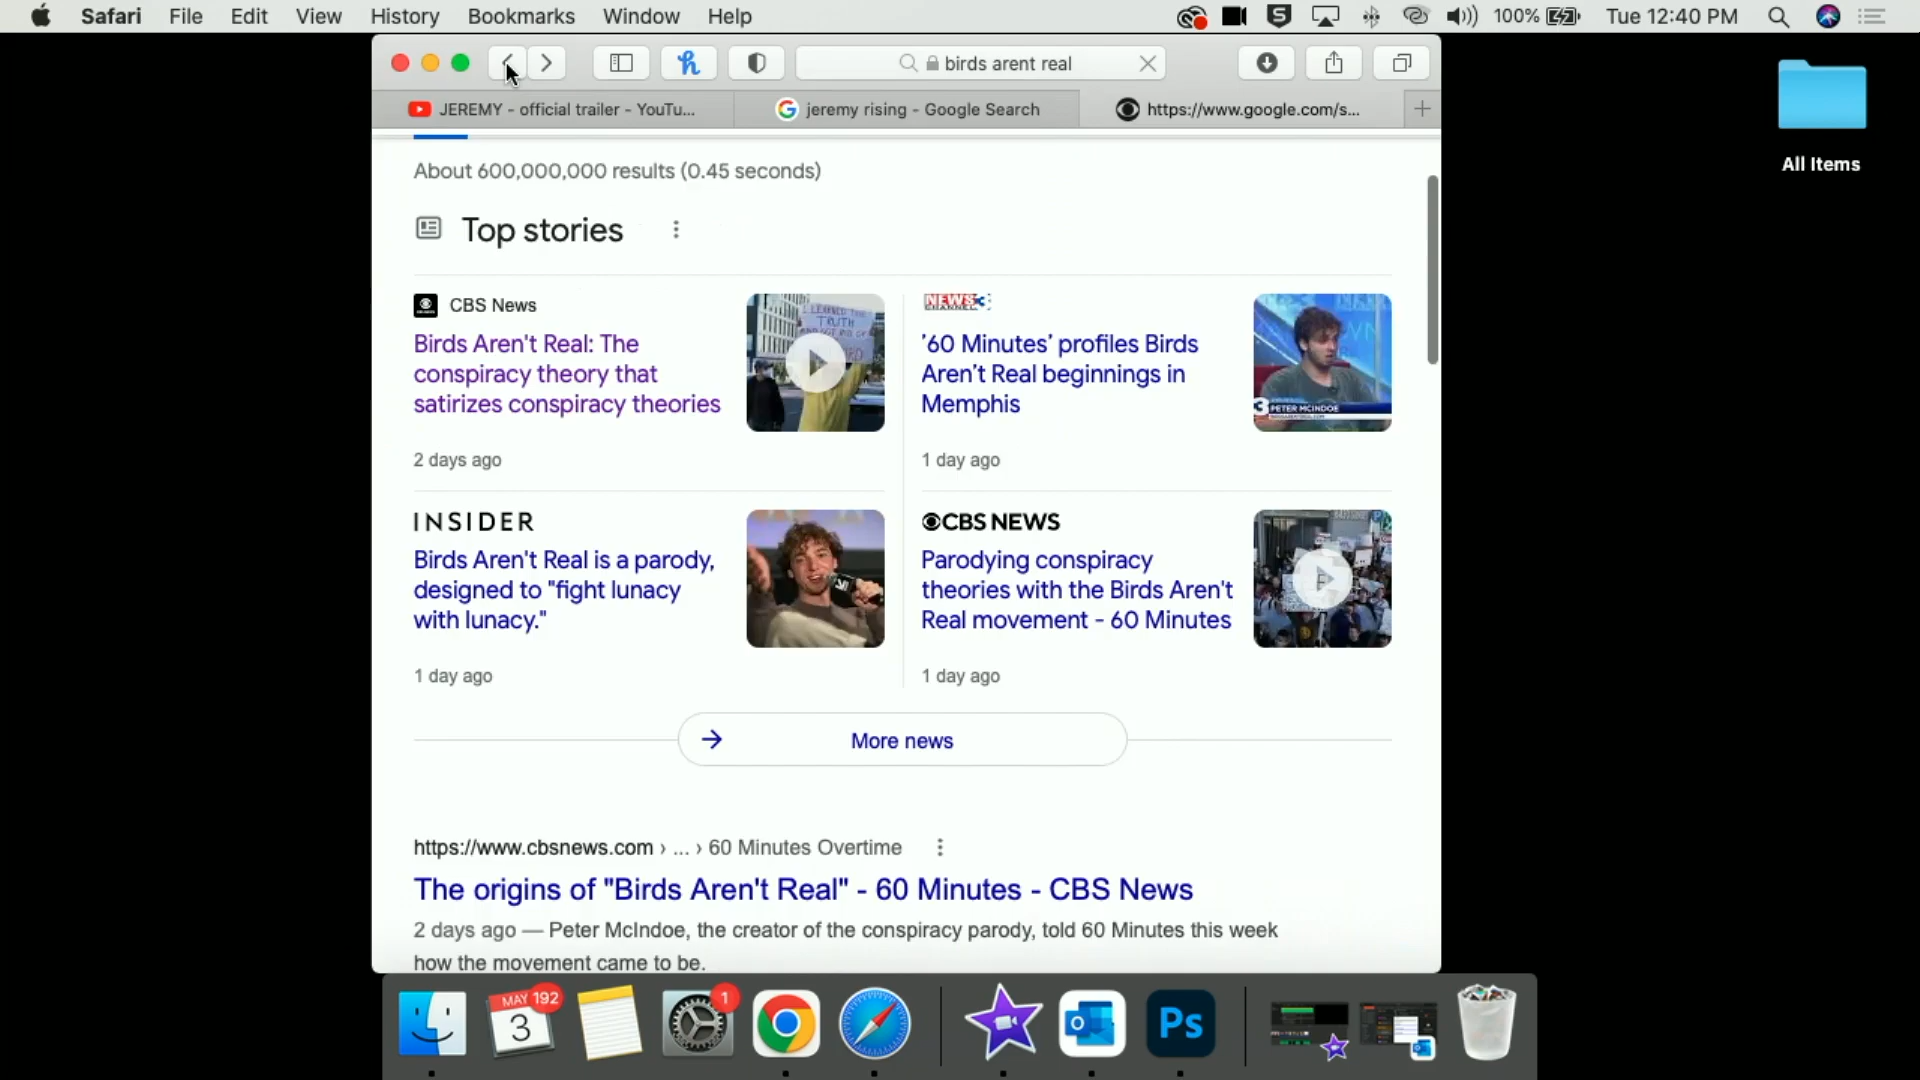 Safari File Edit View History Bookmarks Window Help 100% Tue 12:40 PM
birds arent real
JEREMY - official trailer - YouTu... jeremy rising - Google Search https://www.google.com/s...
All Items
About 600,000,000 results (0.45 seconds)
Top stories
CBS News
Birds Aren't Real: The
conspiracy theory that
satirizes conspiracy theories
2 days ago
NEWS 3
CHANNEL
'60 Minutes' profiles Birds
Aren't Real beginnings in
Memphis
1 day ago
3 PETER MCINDOE
INSIDER
Birds Aren't Real is a parody,
designed to "fight lunacy
with lunacy."
1 day ago
CBS NEWS
Parodying conspiracy
theories with the Birds Aren't
Real movement - 60 Minutes
1 day ago
More news
https://www.cbsnews.com › ... › 60 Minutes Overtime
The origins of "Birds Aren't Real" - 60 Minutes - CBS News
2 days ago — Peter McIndoe, the creator of the conspiracy parody, told 60 Minutes this week
how the movement came to be.
MAY 192
3
1
Ps